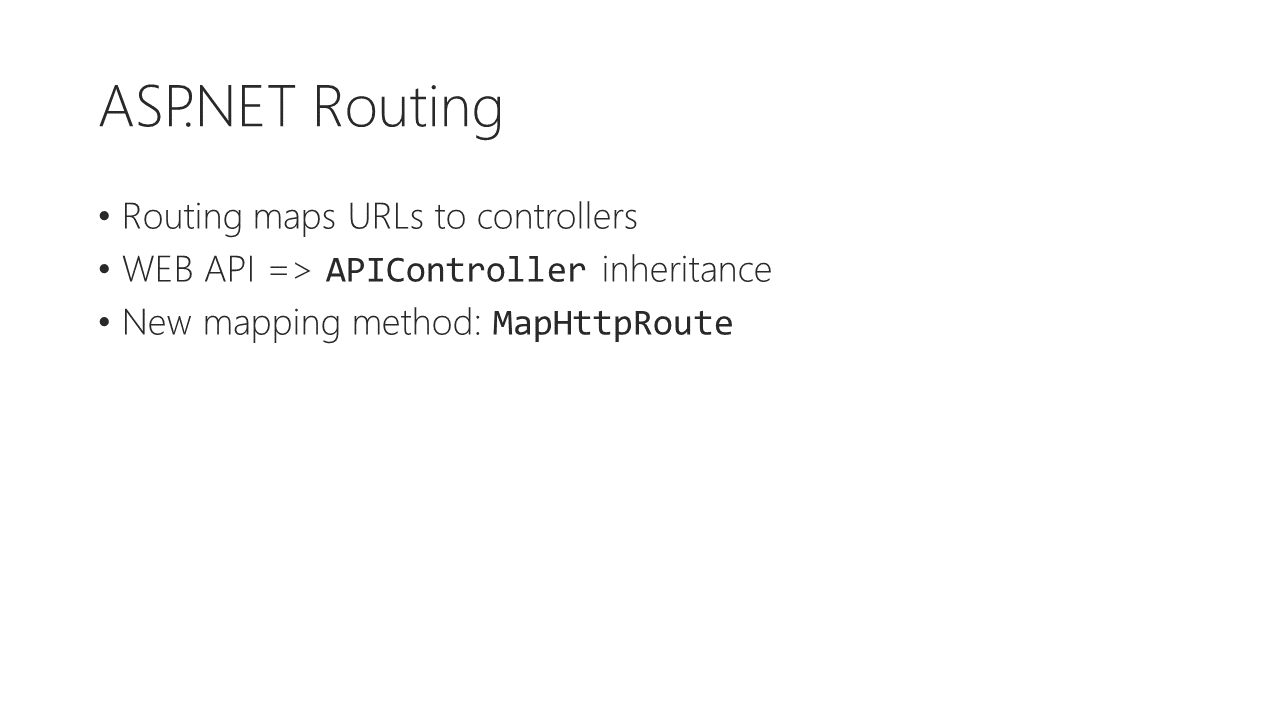 ASP.NET Routing
• Routing maps URLs to controllers
• WEB API => APIController inheritance
• New mapping method: MapHttpRoute